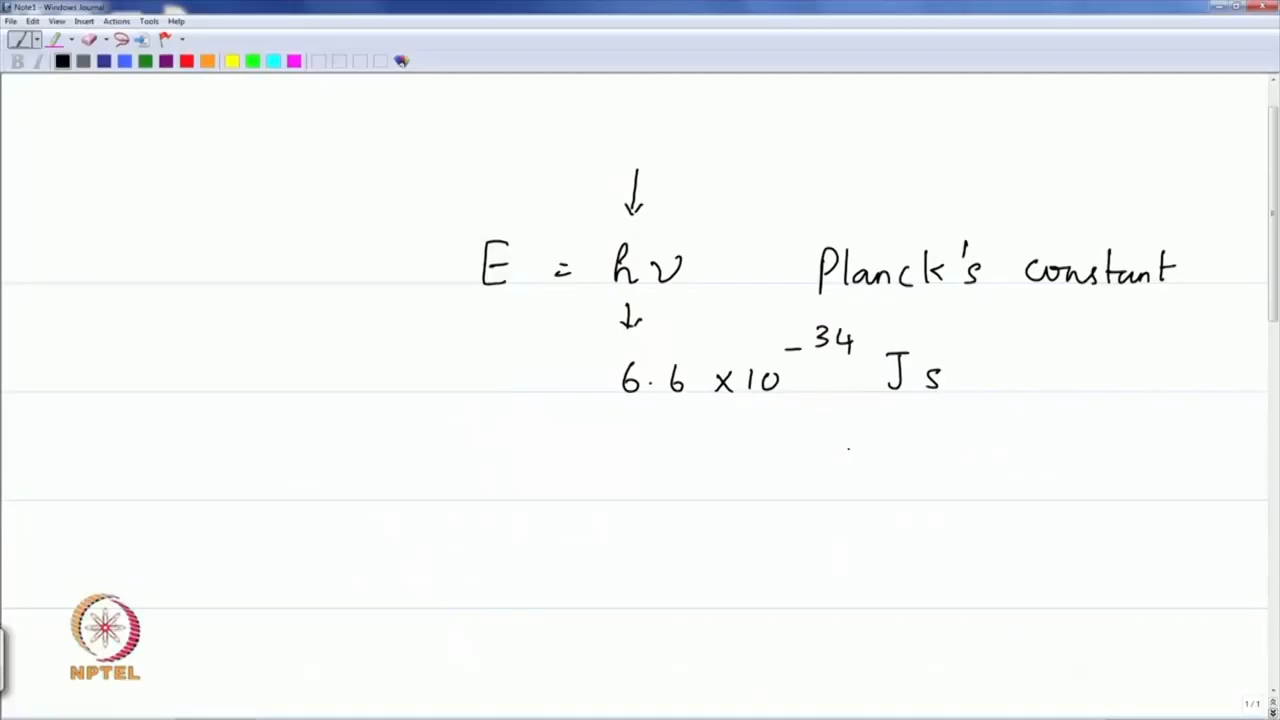 Note1 - Windows Journal
File Edit View Insert Actions Tools Help
B I
↓
E = hν Planck's constant
↓
6.6 ×10⁻³⁴ J s
NPTEL
1/1